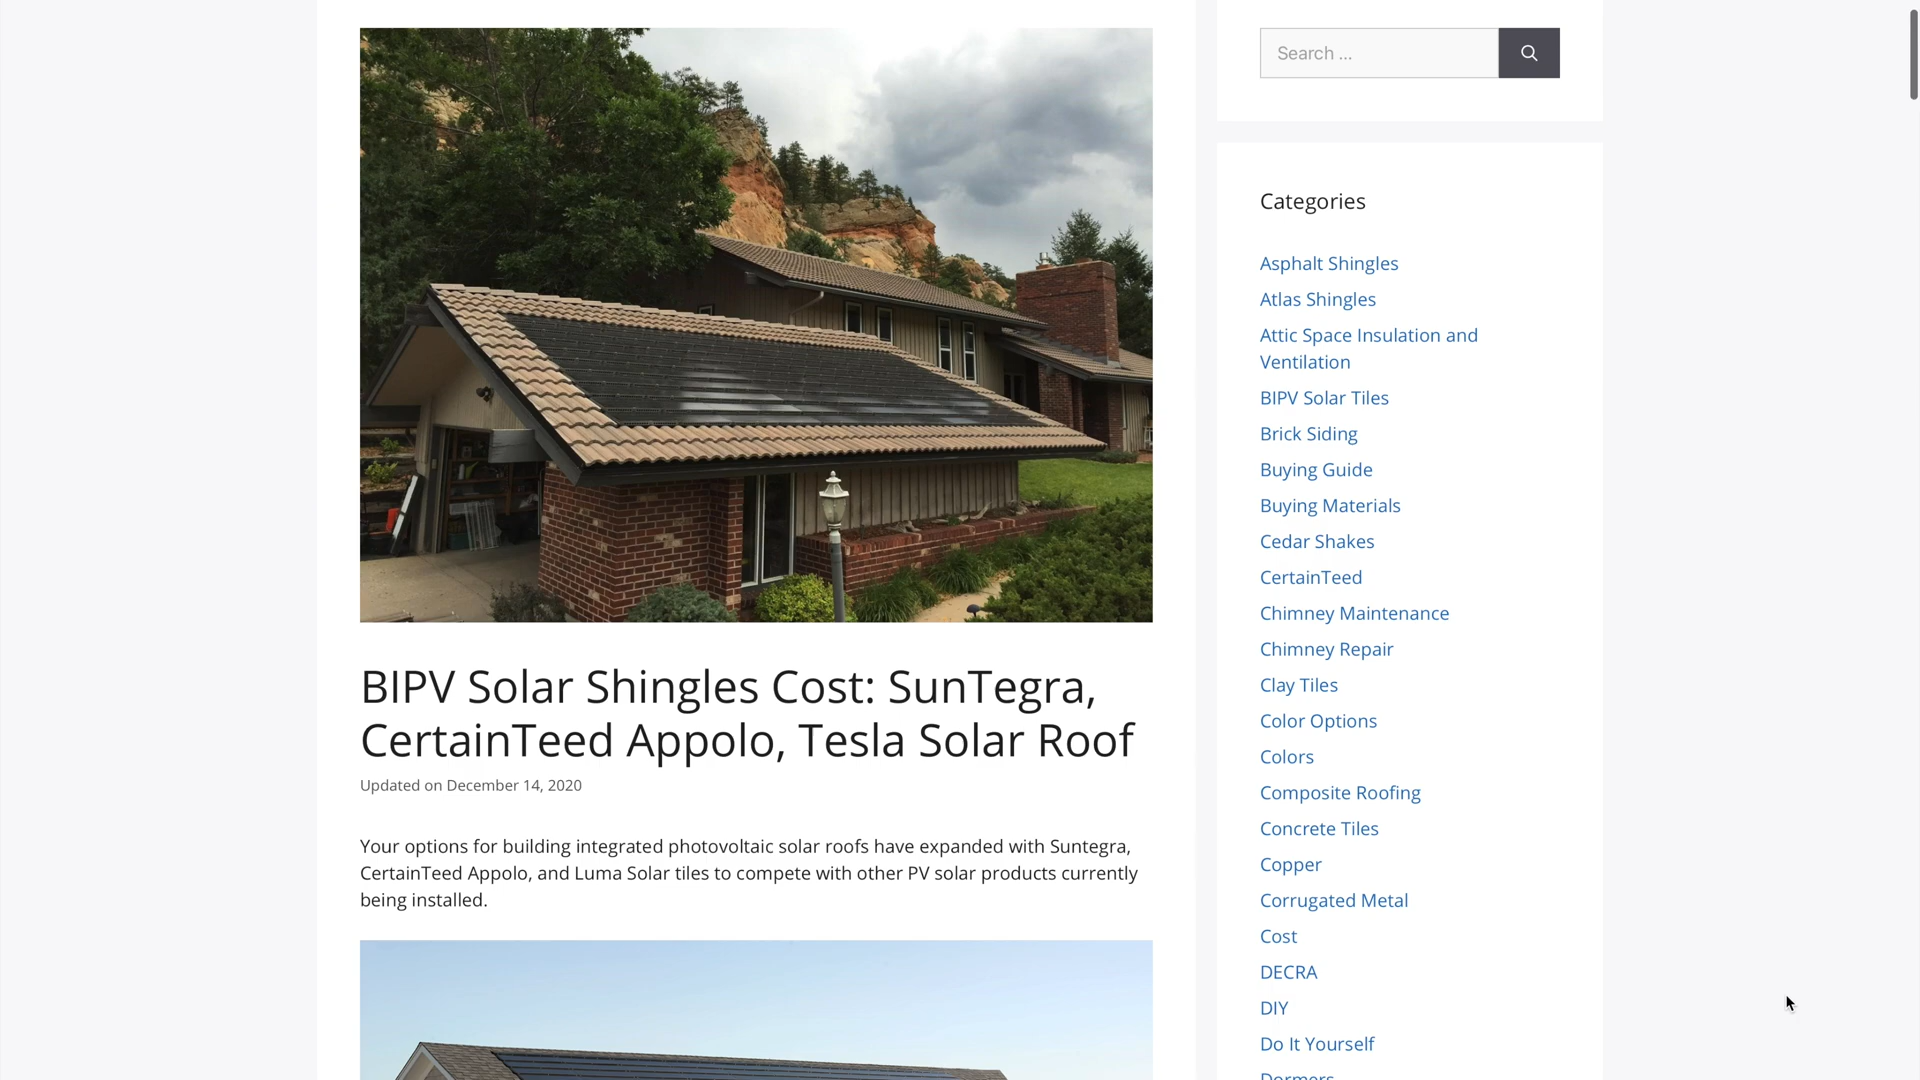 Search ...
Categories
Asphalt Shingles
Atlas Shingles
Attic Space Insulation and
Ventilation
BIPV Solar Tiles
Brick Siding
Buying Guide
Buying Materials
Cedar Shakes
CertainTeed
Chimney Maintenance
Chimney Repair
Clay Tiles
Color Options
Colors
Composite Roofing
Concrete Tiles
Copper
Corrugated Metal
Cost
DECRA
DIY
Do It Yourself
Dormers
BIPV Solar Shingles Cost: SunTegra,
CertainTeed Appolo, Tesla Solar Roof
Updated on December 14, 2020
Your options for building integrated photovoltaic solar roofs have expanded with Suntegra,
CertainTeed Appolo, and Luma Solar tiles to compete with other PV solar products currently
being installed.